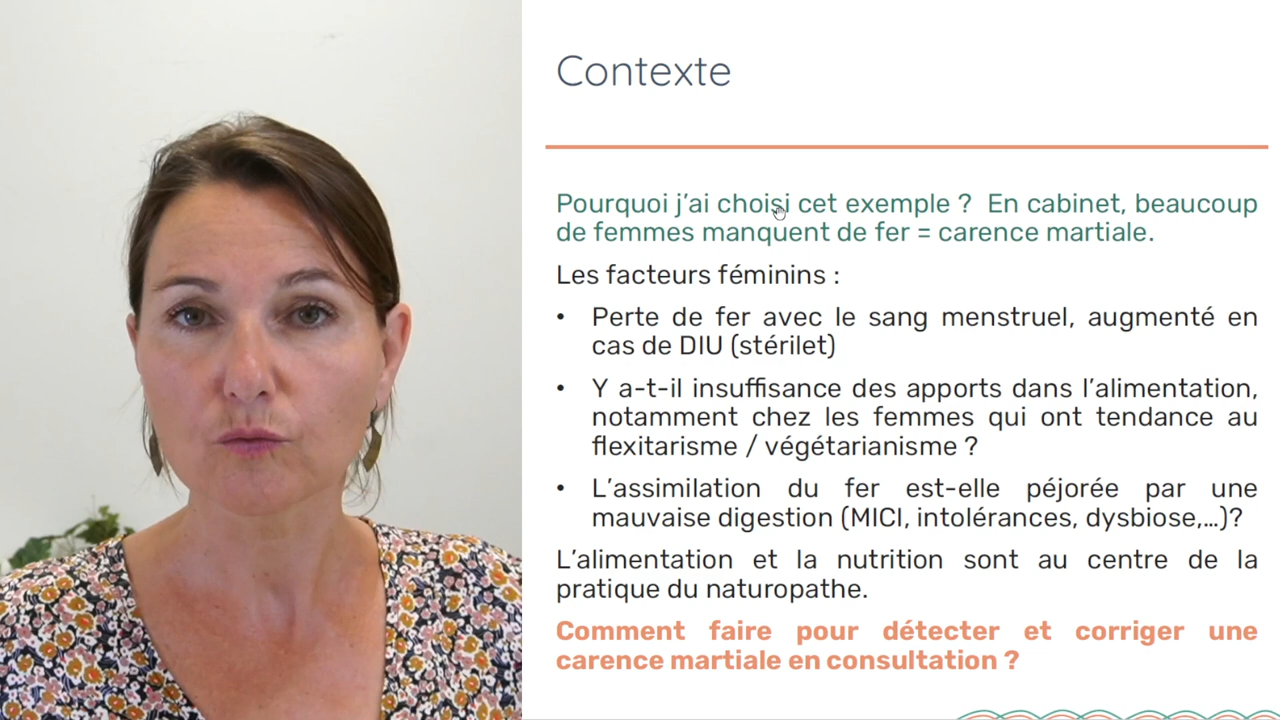 Contexte
Pourquoi j'ai choisi cet exemple ? En cabinet, beaucoup
de femmes manquent de fer = carence martiale.
Les facteurs féminins :
• Perte de fer avec le sang menstruel, augmenté en
cas de DIU (stérilet)
• Y a-t-il insuffisance des apports dans l'alimentation,
notamment chez les femmes qui ont tendance au
flexitarisme / végétarianisme ?
• L'assimilation du fer est-elle péjorée par une
mauvaise digestion (MICI, intolérances, dysbiose,...)?
L'alimentation et la nutrition sont au centre de la
pratique du naturopathe.
Comment faire pour détecter et corriger une
carence martiale en consultation ?